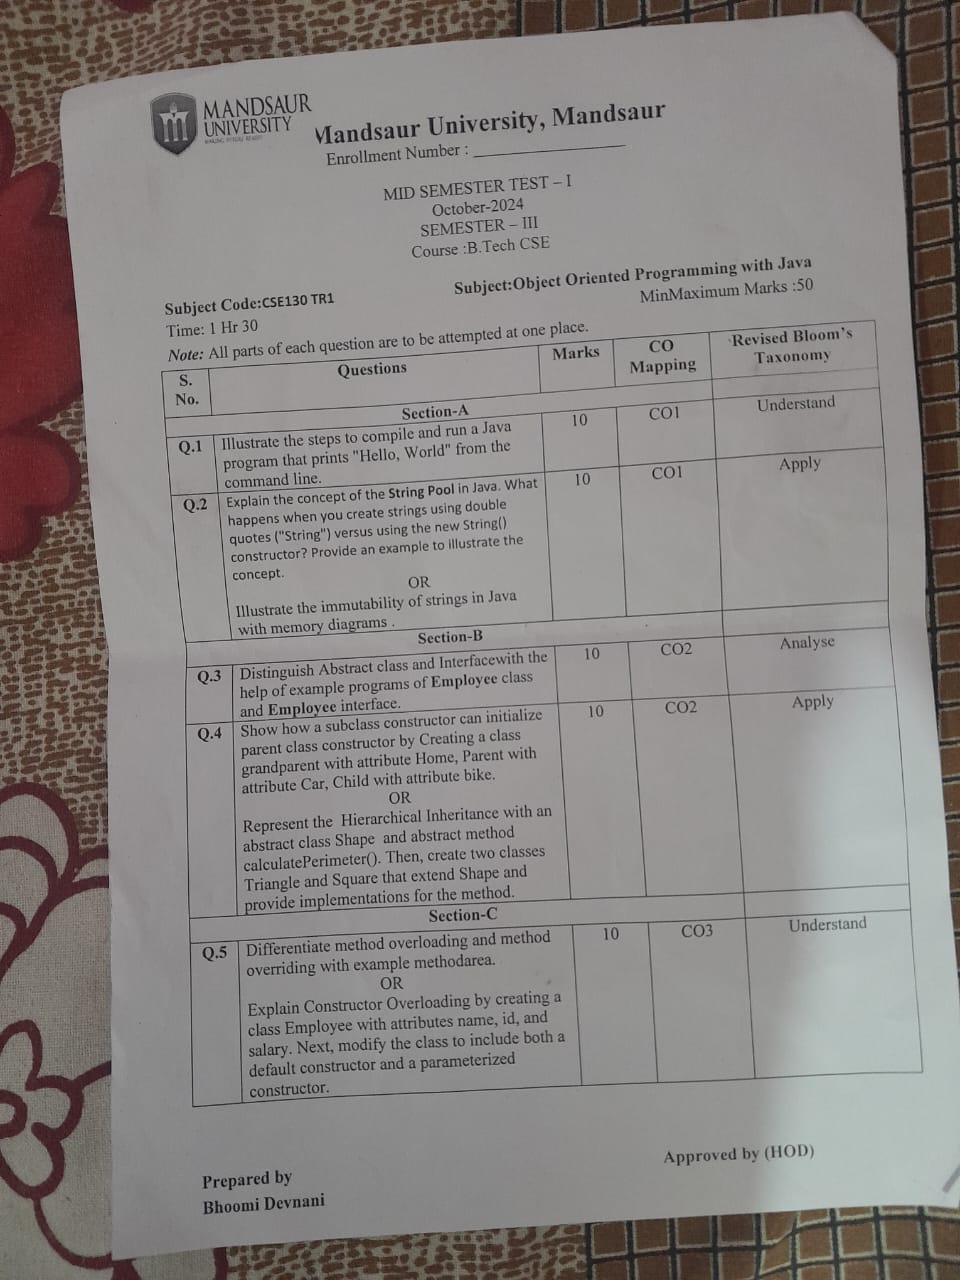 MANDSAUR
UNIVERSITY
Mandsaur University, Mandsaur
Enrollment Number : ____________________
MID SEMESTER TEST – I
October-2024
SEMESTER – III
Course :B.Tech CSE
Subject Code:CSE130 TR1
Subject:Object Oriented Programming with Java
Time: 1 Hr 30
MinMaximum Marks :50
Note: All parts of each question are to be attempted at one place.
S. No.
Questions
Marks
CO Mapping
Revised Bloom's Taxonomy
Section-A
Q.1
Illustrate the steps to compile and run a Java
program that prints "Hello, World" from the
command line.
10
CO1
Understand
Q.2
Explain the concept of the String Pool in Java. What
happens when you create strings using double
quotes ("String") versus using the new String()
constructor? Provide an example to illustrate the
concept.
OR
Illustrate the immutability of strings in Java
with memory diagrams .
10
CO1
Apply
Section-B
Q.3
Distinguish Abstract class and Interfacewith the
help of example programs of Employee class
and Employee interface.
10
CO2
Analyse
Q.4
Show how a subclass constructor can initialize
parent class constructor by Creating a class
grandparent with attribute Home, Parent with
attribute Car, Child with attribute bike.
OR
Represent the Hierarchical Inheritance with an
abstract class Shape and abstract method
calculatePerimeter(). Then, create two classes
Triangle and Square that extend Shape and
provide implementations for the method.
10
CO2
Apply
Section-C
Q.5
Differentiate method overloading and method
overriding with example methodarea.
OR
Explain Constructor Overloading by creating a
class Employee with attributes name, id, and
salary. Next, modify the class to include both a
default constructor and a parameterized
constructor.
10
CO3
Understand
Prepared by
Bhoomi Devnani
Approved by (HOD)